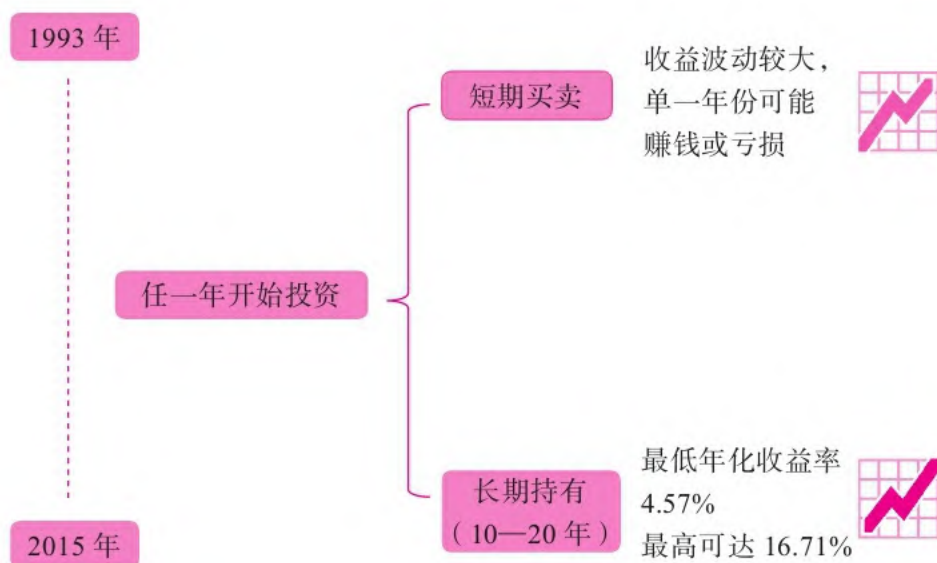 1993 年
短期买卖
收益波动较大，
单一年份可能
赚钱或亏损
任一年开始投资
长期持有
（10—20 年）
最低年化收益率
4.57%
最高可达 16.71%
2015 年